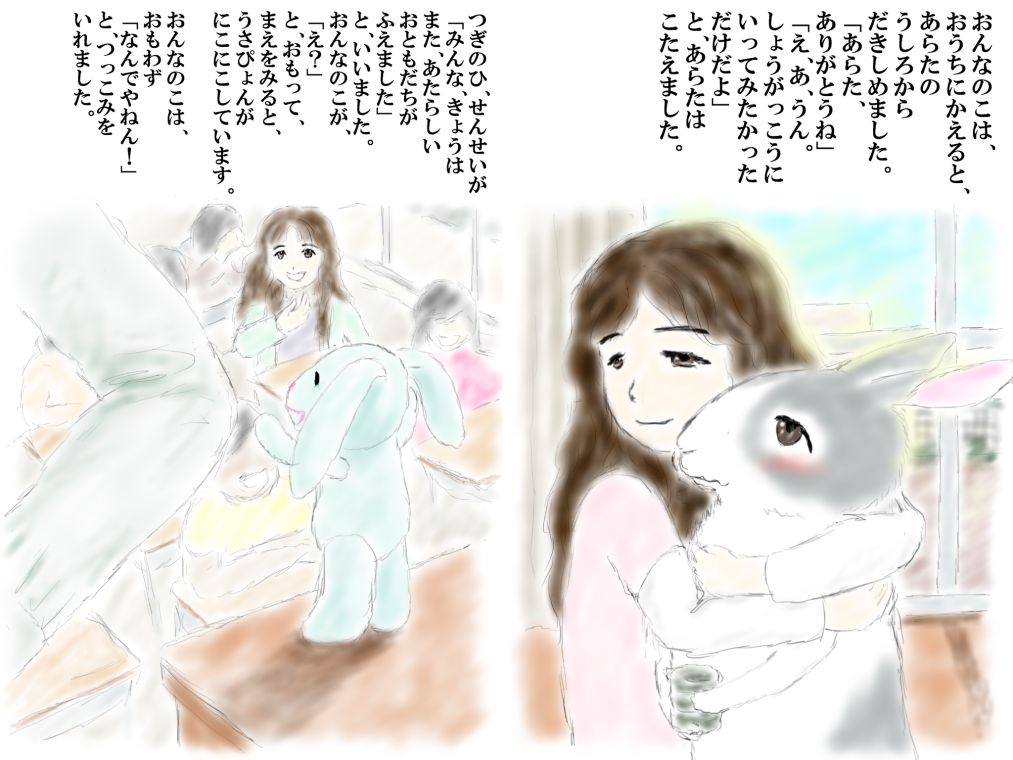 おんなのこは、
おうちにかえると、
あらたの
うしろから
だきしめました。
「あらた、
ありがとうね」
「え、あ、うん。
しょうがっこうに
いってみたかった
だけだよ」
と、あらたは
こたえました。
つぎのひ、せんせいが
「みんな、きょうは
また、あたらしい
おともだちが
ふえました」
と、いいました。
おんなのこが、
「え？」
と、おもって、
まえをみると、
うさぴょんが
にこにこしています。
おんなのこは、
おもわず
「なんでやねん！」
と、つっこみを
いれました。